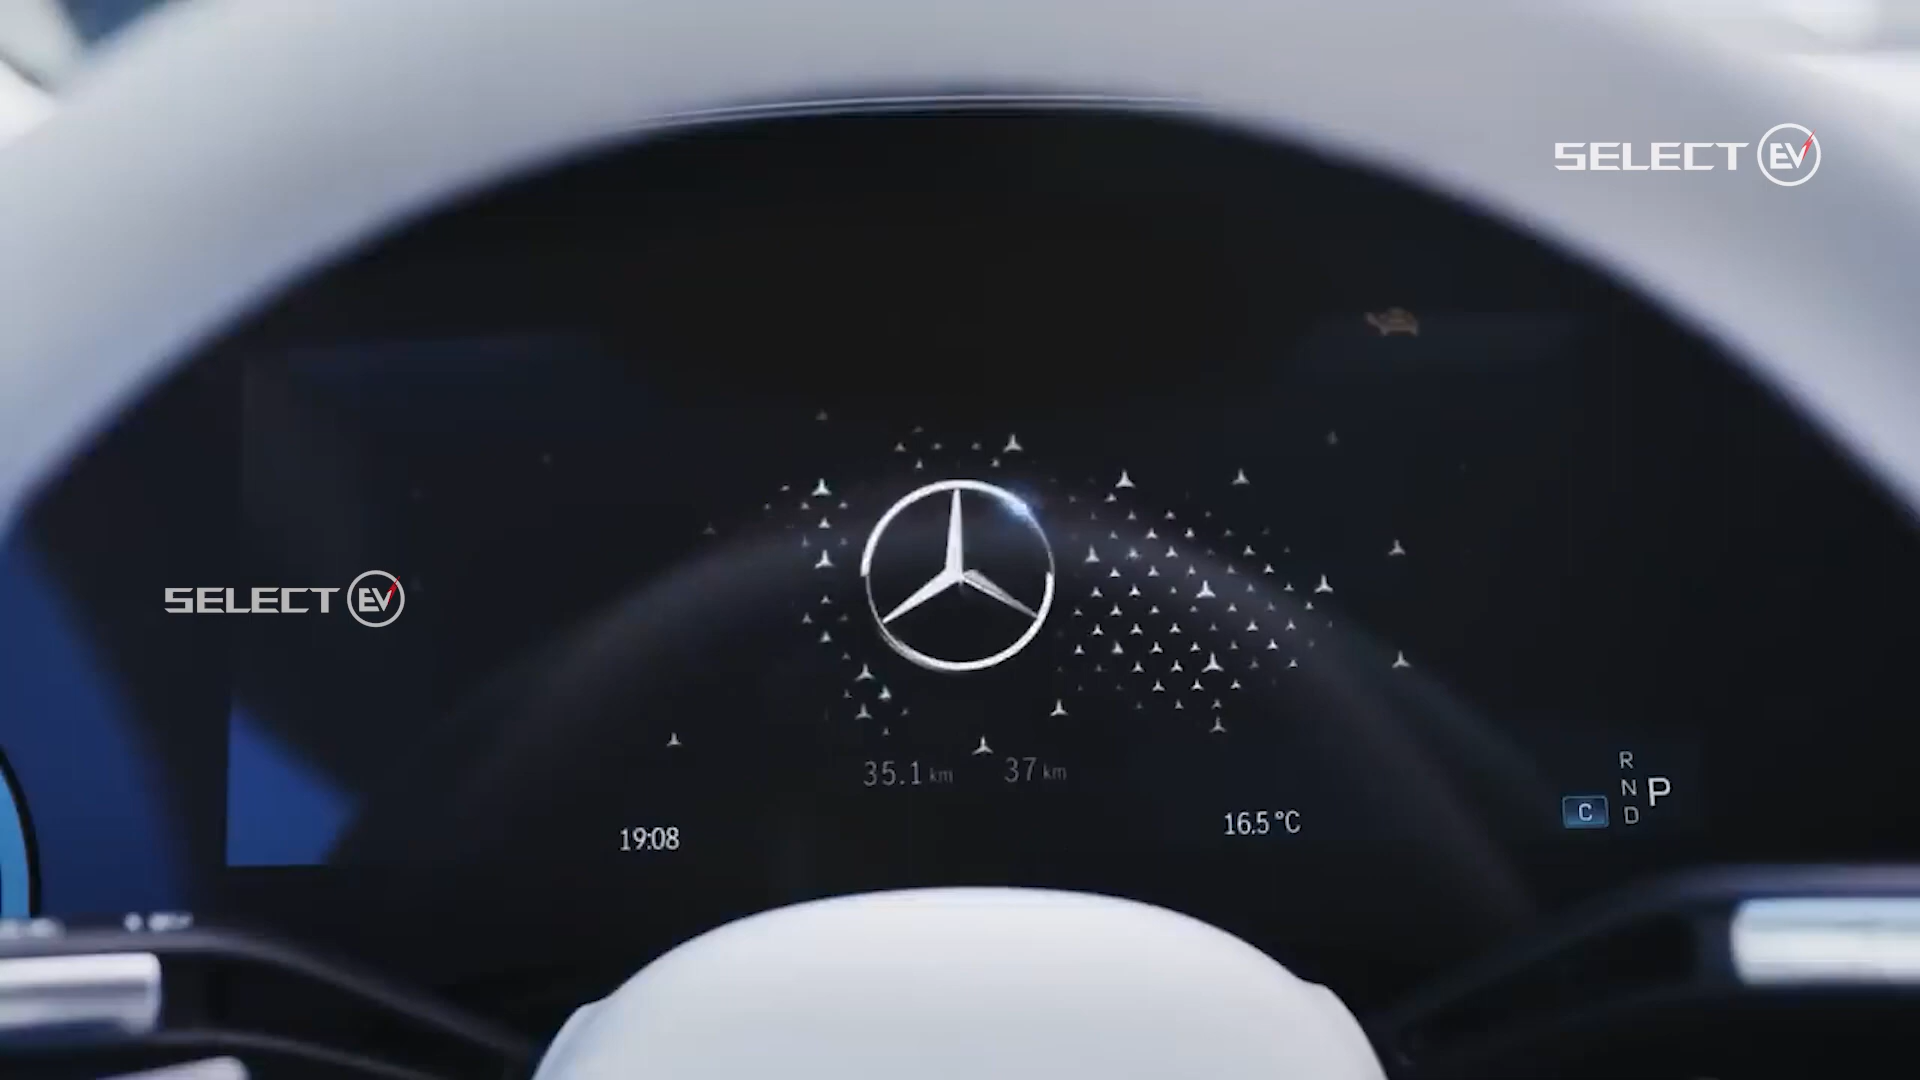 SELECT EV
SELECT EV
35.1 km 37 km
19:08
16.5 °C
R
N P
C D